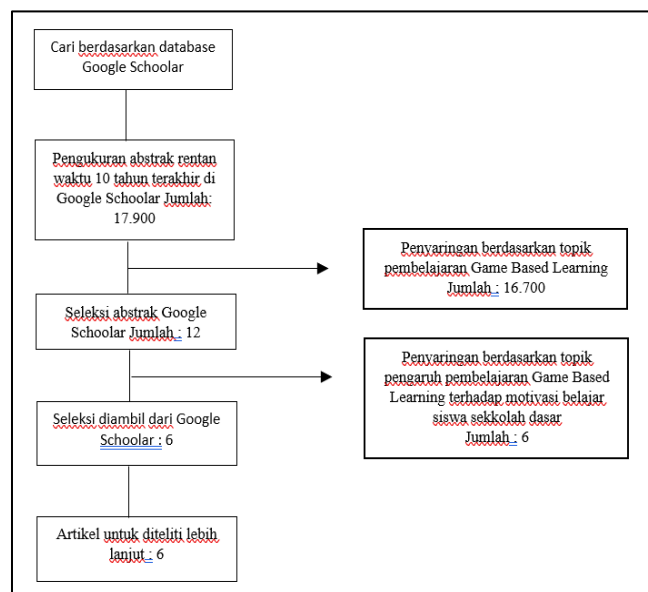 Cari berdasarkan database
Google Schoolar
Pengukuran abstrak rentan
waktu 10 tahun terakhir di
Google Schoolar Jumlah:
17.900
Penyaringan berdasarkan topik
pembelajaran Game Based Learning
Jumlah : 16.700
Seleksi abstrak Google
Schoolar Jumlah : 12
Penyaringan berdasarkan topik
pengaruh pembelajaran Game Based
Learning terhadap motivasi belajar
siswa sekkolah dasar
Jumlah : 6
Seleksi diambil dari Google
Schoolar : 6
Artikel untuk diteliti lebih
lanjut : 6